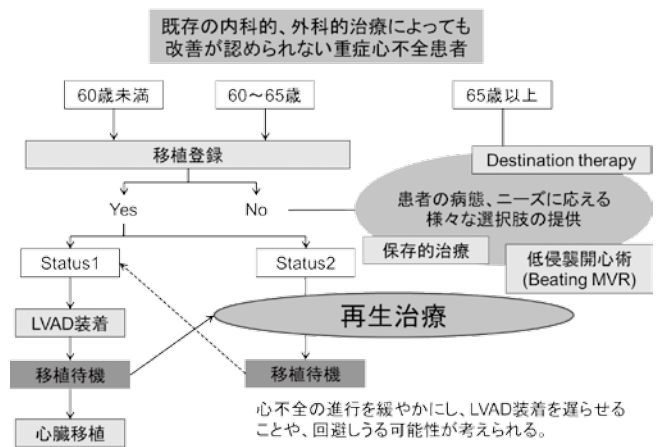 既存の内科的、外科的治療によっても
改善が認められない重症心不全患者
60歳未満
60～65歳
65歳以上
移植登録
Destination therapy
Yes
No
患者の病態、ニーズに応える
様々な選択肢の提供
保存的治療
低侵襲開心術
(Beating MVR)
Status1
Status2
LVAD装着
再生治療
移植待機
移植待機
心臓移植
心不全の進行を緩やかにし、LVAD装着を遅らせる
ことや、回避しうる可能性が考えられる。